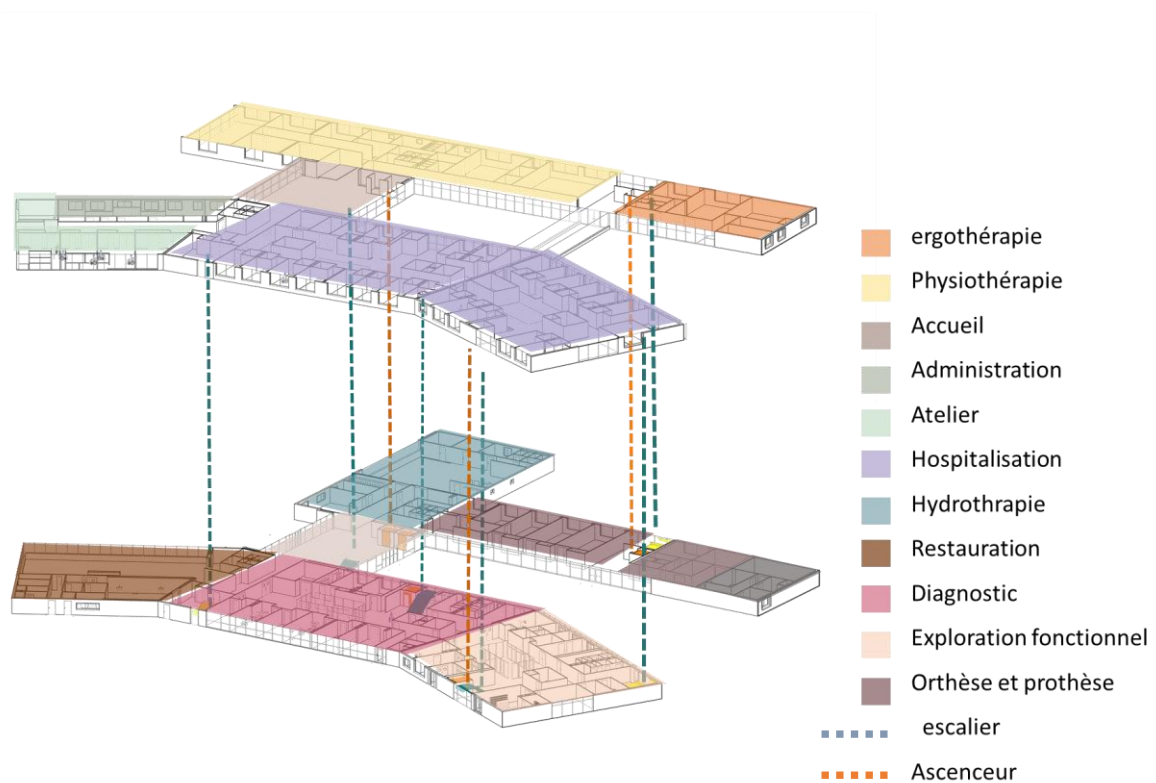 ergothérapie
Physiothérapie
Accueil
Administration
Atelier
Hospitalisation
Hydrothrapie
Restauration
Diagnostic
Exploration fonctionnel
Orthèse et prothèse
escalier
Ascenceur